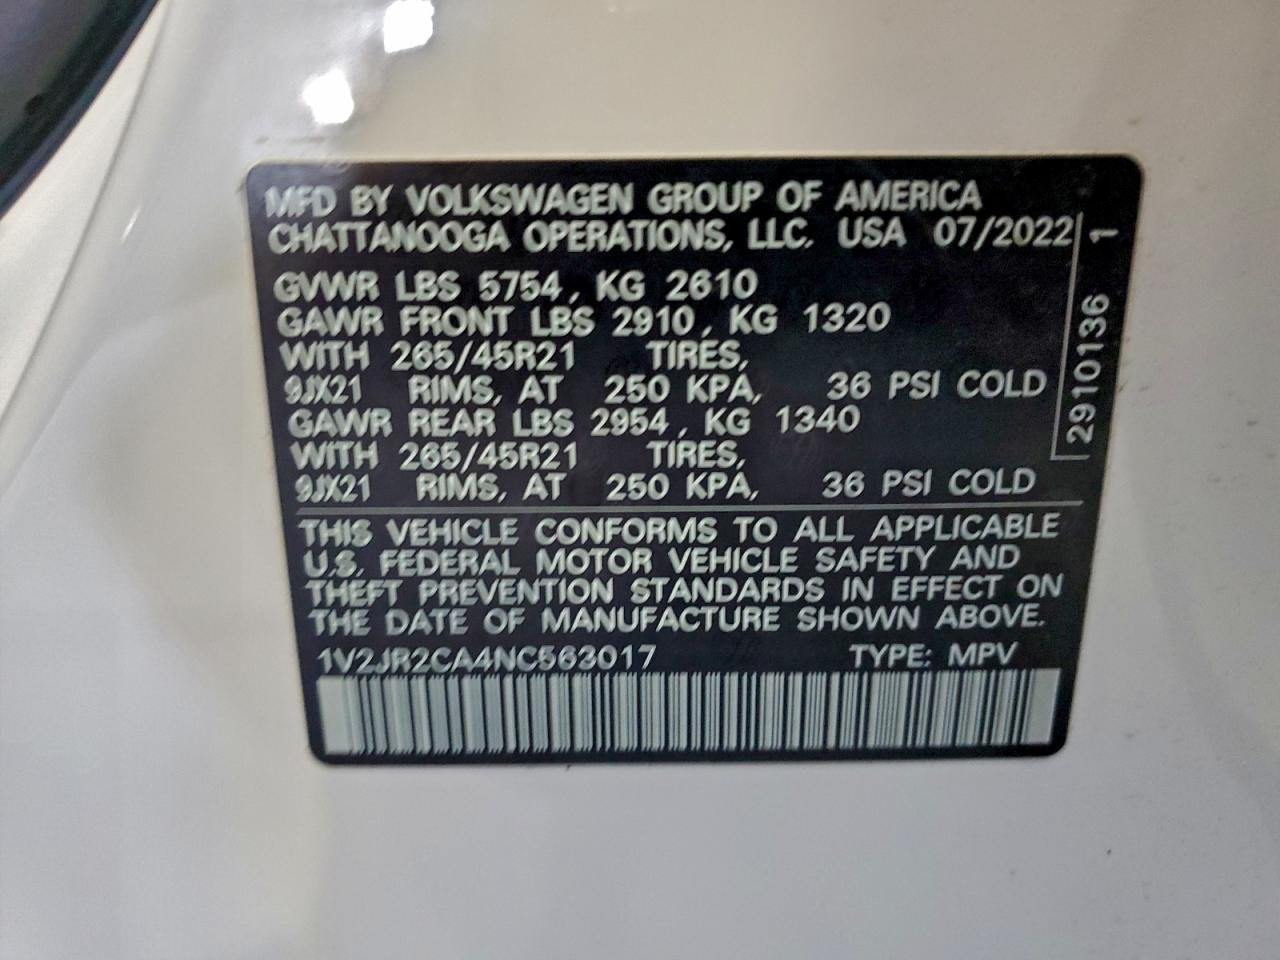 MFD BY VOLKSWAGEN GROUP OF AMERICA
CHATTANOOGA OPERATIONS, LLC. USA 07/2022
GVWR LBS 5754, KG 2610
GAWR FRONT LBS 2910, KG 1320
WITH 265/45R21 TIRES,
9JX21 RIMS, AT 250 KPA, 36 PSI COLD
GAWR REAR LBS 2954, KG 1340
WITH 265/45R21 TIRES,
9JX21 RIMS, AT 250 KPA, 36 PSI COLD
THIS VEHICLE CONFORMS TO ALL APPLICABLE
U.S. FEDERAL MOTOR VEHICLE SAFETY AND
THEFT PREVENTION STANDARDS IN EFFECT ON
THE DATE OF MANUFACTURE SHOWN ABOVE.
1V2JR2CA4NC563017 TYPE: MPV
2910136 1